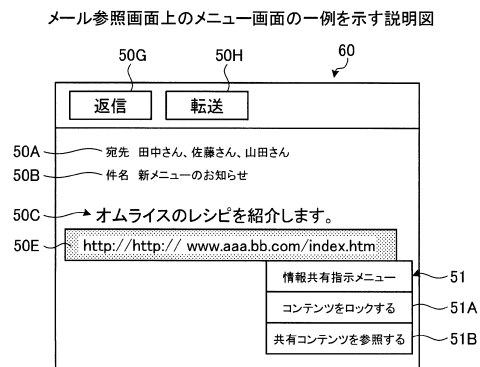 メール参照画面上のメニュー画面の一例を示す説明図
50G 50H 60
返信 転送
50A 宛先 田中さん、佐藤さん、山田さん
50B 件名 新メニューのお知らせ
50C オムライスのレシピを紹介します。
50E http://http:// www.aaa.bb.com/index.htm
情報共有指示メニュー 51
コンテンツをロックする 51A
共有コンテンツを参照する 51B